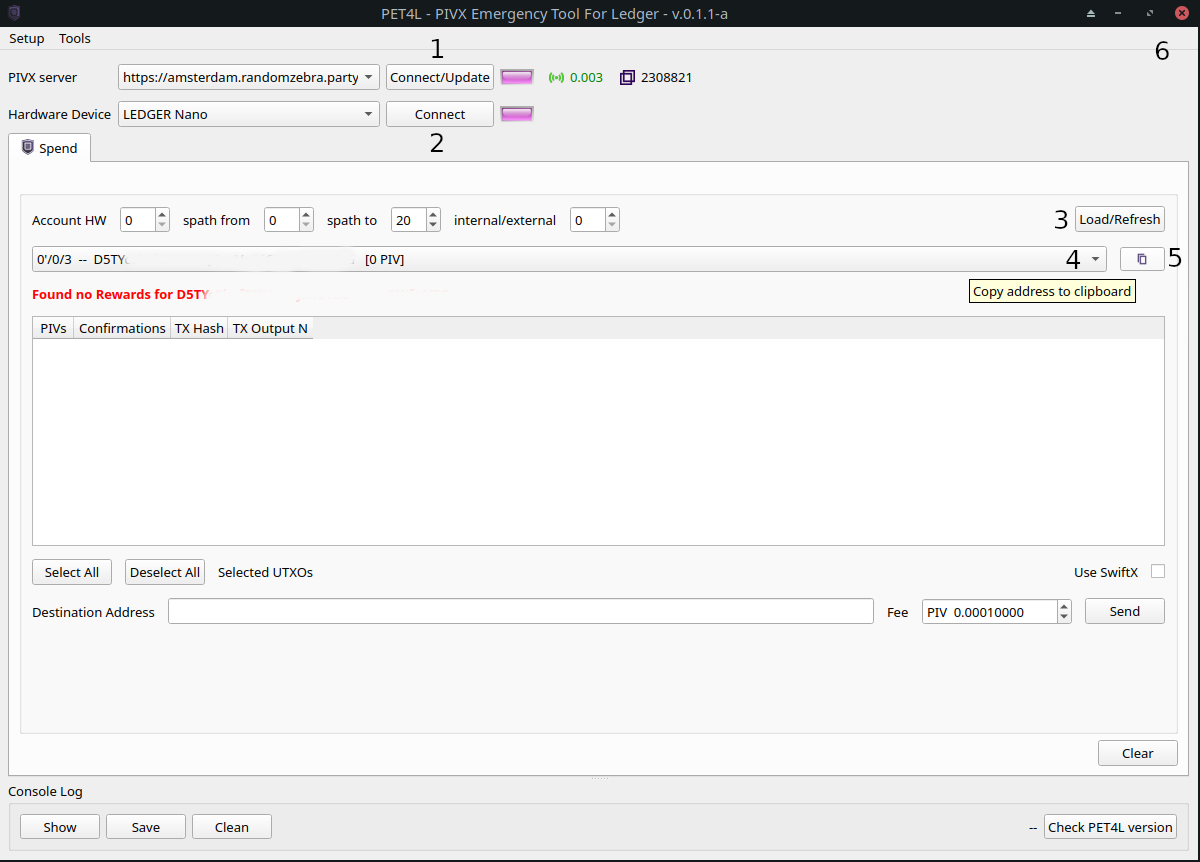 PET4L - PIVX Emergency Tool For Ledger - v.0.1.1-a
Setup Tools
1
6
PIVX server https://amsterdam.randomzebra.party Connect/Update 0.003 2308821
Hardware Device LEDGER Nano Connect
2
Spend
Account HW 0 spath from 0 spath to 20 internal/external 0 3 Load/Refresh
0'/0/3 -- D5TY [0 PIV] 4 5
Found no Rewards for D5TY
Copy address to clipboard
PIVs Confirmations TX Hash TX Output N
Select All Deselect All Selected UTXOs Use SwiftX
Destination Address Fee PIV 0.00010000 Send
Clear
Console Log
Show Save Clean -- Check PET4L version